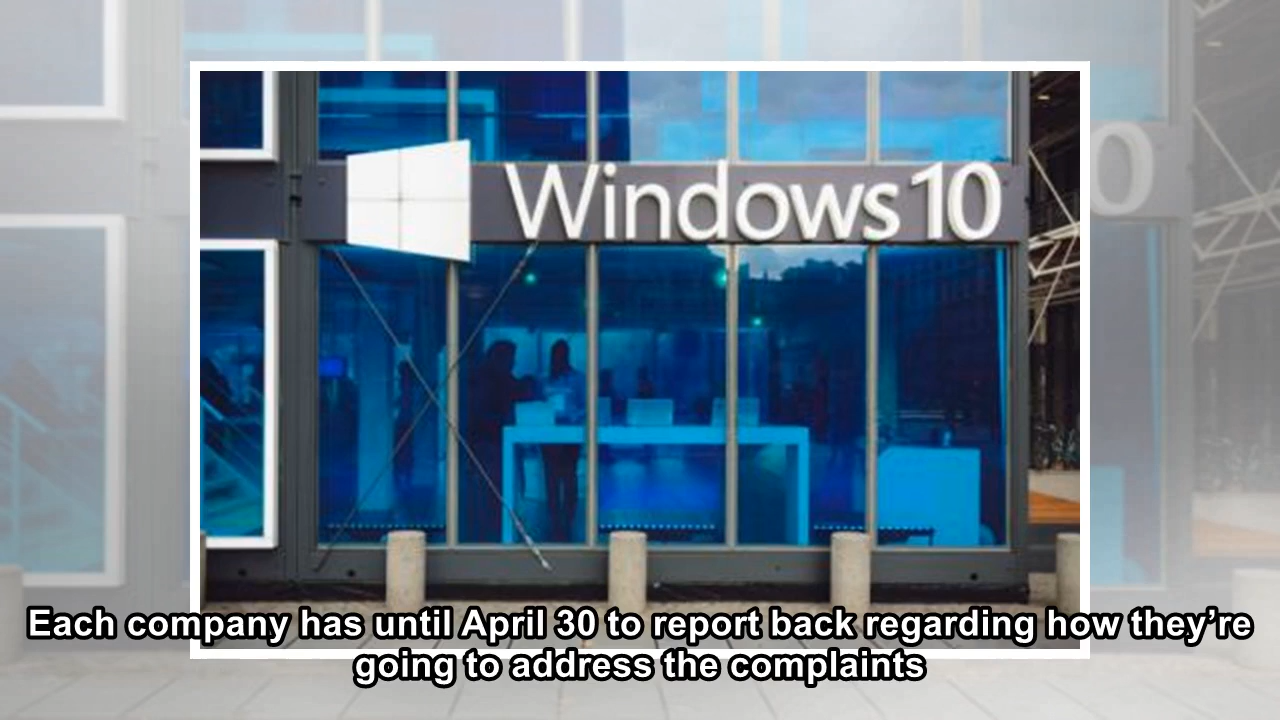 Windows 10
Each company has until April 30 to report back regarding how they’re
going to address the complaints